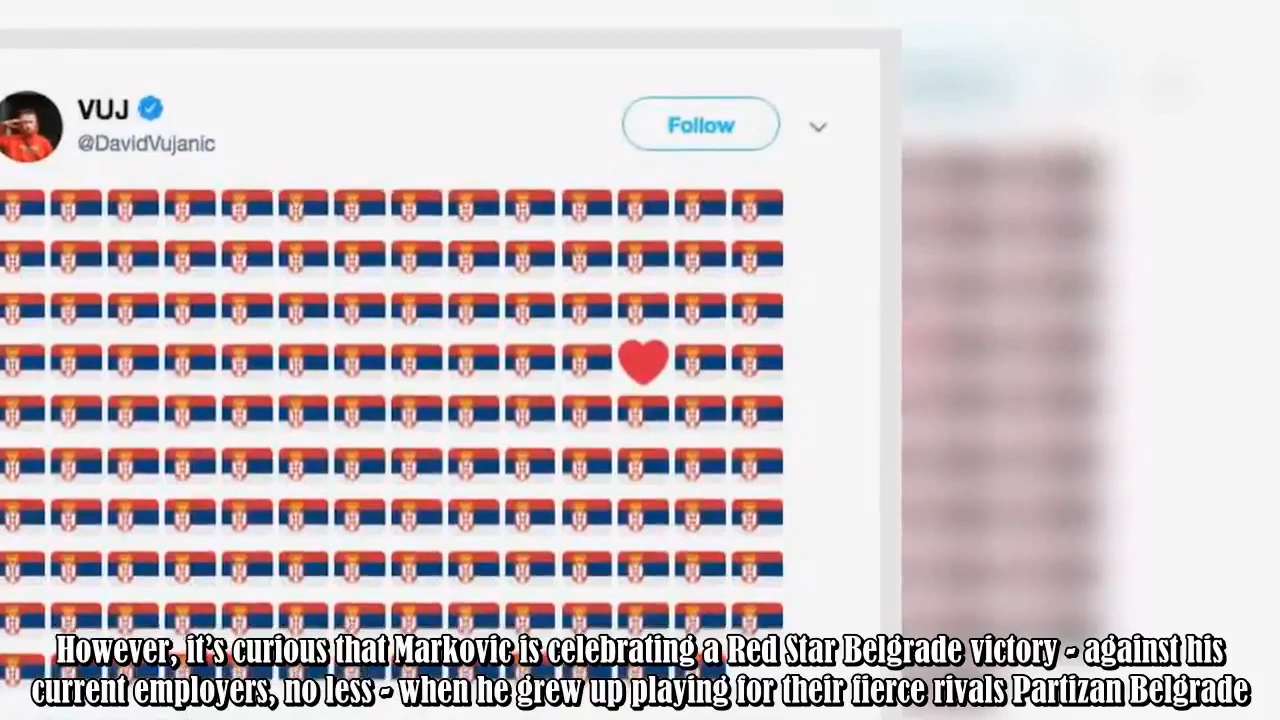 VUJ
@DavidVujanic
Follow
However, it's curious that Markovic is celebrating a Red Star Belgrade victory - against his
current employers, no less - when he grew up playing for their fierce rivals Partizan Belgrade